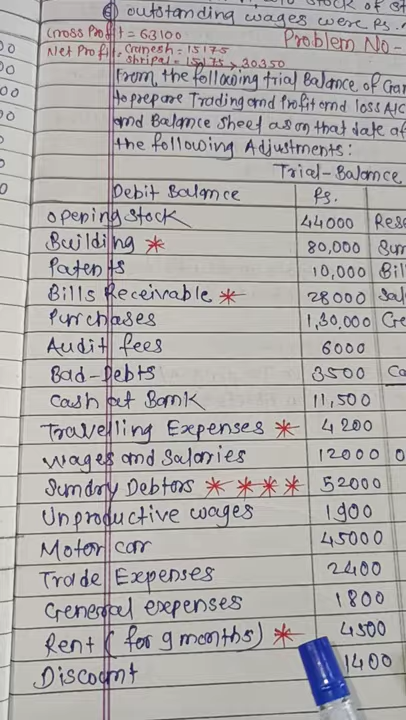 outstanding wages were Rs.
Gross Profit = 63100
Problem No-
Net Profit: Ganesh = 15175
Shripal = 15175 > 30,350
From the following trial Balance of
to prepare Trading and Profit and loss A/C
and Balance sheet as on that date
the following Adjustments:
Trial-Balance
Debit Balance Rs.
opening stock 44000
Building * 80,000
Patents 10,000
Bills Receivable * 28000
Purchases 1,30,000
Audit fees 6000
Bad-Debts 3500
Cash at Bank 11,500
Travelling Expenses * 4200
Wages and Salaries 12000
Sundry Debtors * * * * 52000
Unproductive wages 1900
Motor car 45000
Trade Expenses 2400
General expenses 1800
Rent (for 9 months) * 4500
Discount 1400